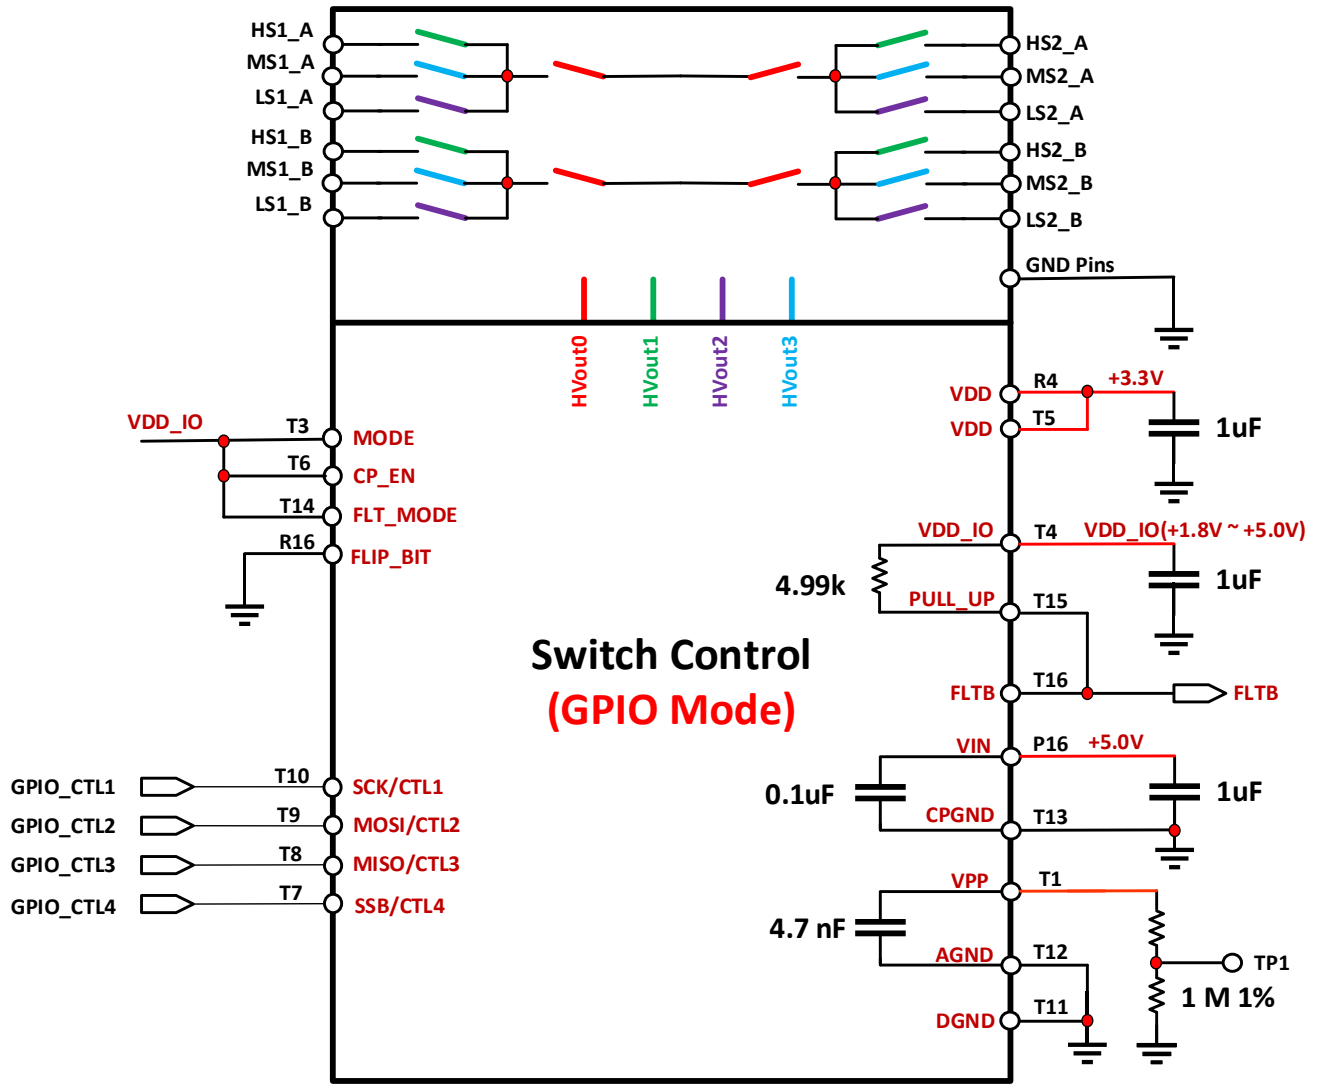 HS1_A
MS1_A
LS1_A
HS1_B
MS1_B
LS1_B
HS2_A
MS2_A
LS2_A
HS2_B
MS2_B
LS2_B
GND Pins
HVout0
HVout1
HVout2
HVout3
VDD_IO
T3
MODE
T6
CP_EN
T14
FLT_MODE
R16
FLIP_BIT
VDD
R4
+3.3V
VDD
T5
1uF
VDD_IO
T4
VDD_IO(+1.8V ~ +5.0V)
4.99k
1uF
PULL_UP
T15
Switch Control
(GPIO Mode)
FLTB
T16
FLTB
VIN
P16
+5.0V
0.1uF
1uF
CPGND
T13
GPIO_CTL1
T10
SCK/CTL1
GPIO_CTL2
T9
MOSI/CTL2
GPIO_CTL3
T8
MISO/CTL3
GPIO_CTL4
T7
SSB/CTL4
VPP
T1
4.7 nF
AGND
T12
TP1
1 M 1%
DGND
T11